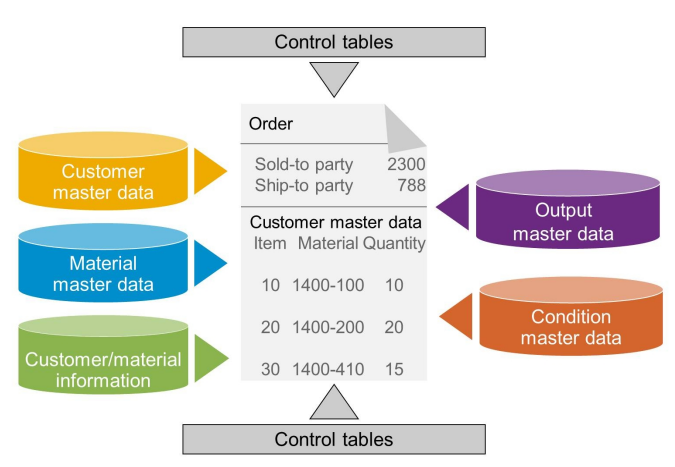 Control tables
Order
Sold-to party 2300
Ship-to party 788
Customer master data
Item Material Quantity
10 1400-100 10
20 1400-200 20
30 1400-410 15
Customer
master data
Material
master data
Customer/material
information
Output
master data
Condition
master data
Control tables